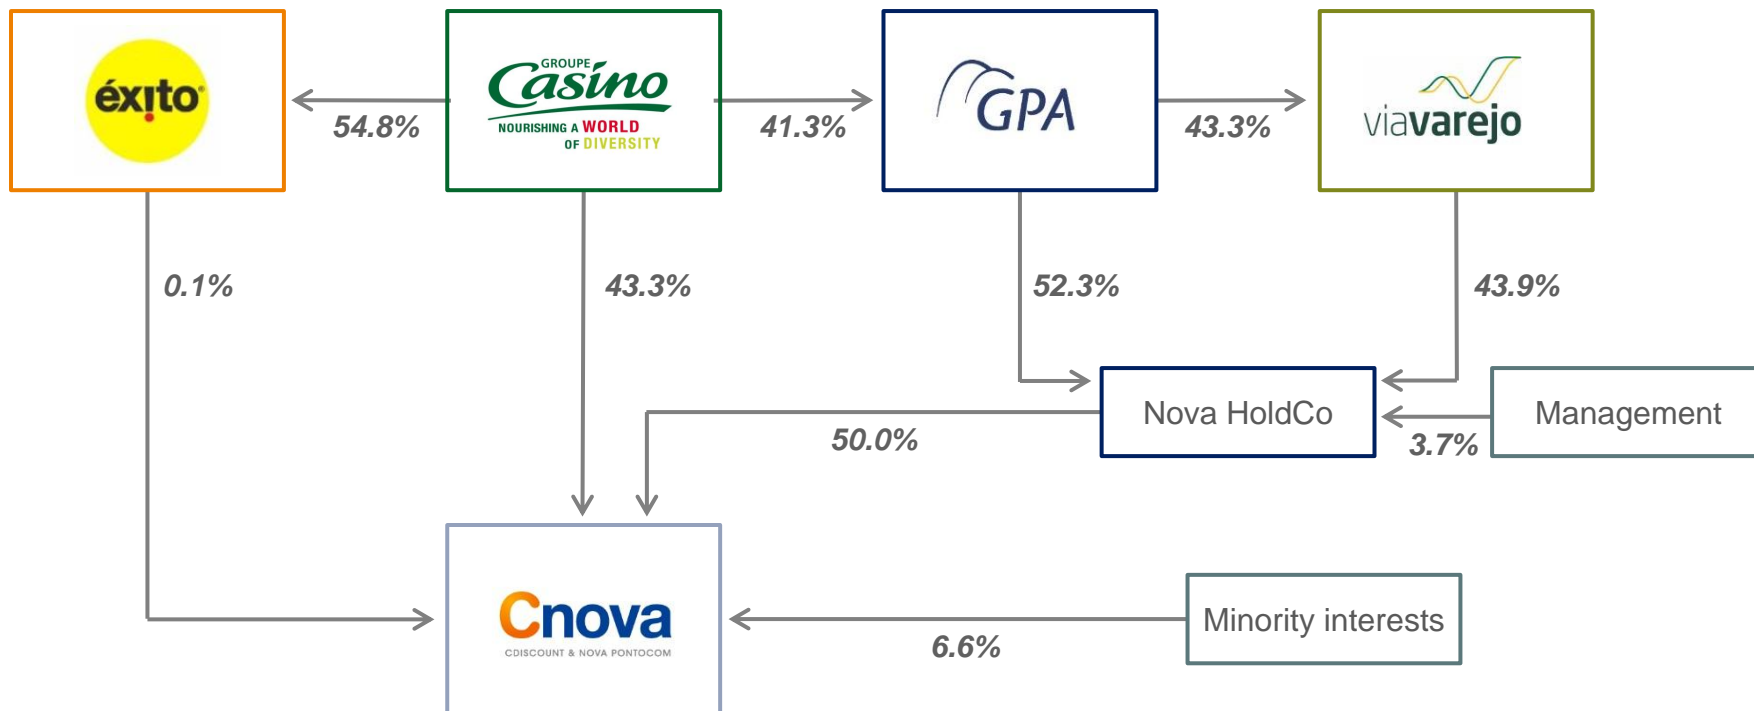 éxito
GROUPE
Casino
NOURISHING A WORLD
OF DIVERSITY
GPA
viavarejo
54.8%
41.3%
43.3%
0.1%
43.3%
52.3%
43.9%
Nova HoldCo
Management
50.0%
3.7%
Cnova
CDISCOUNT & NOVA PONTOCOM
Minority interests
6.6%